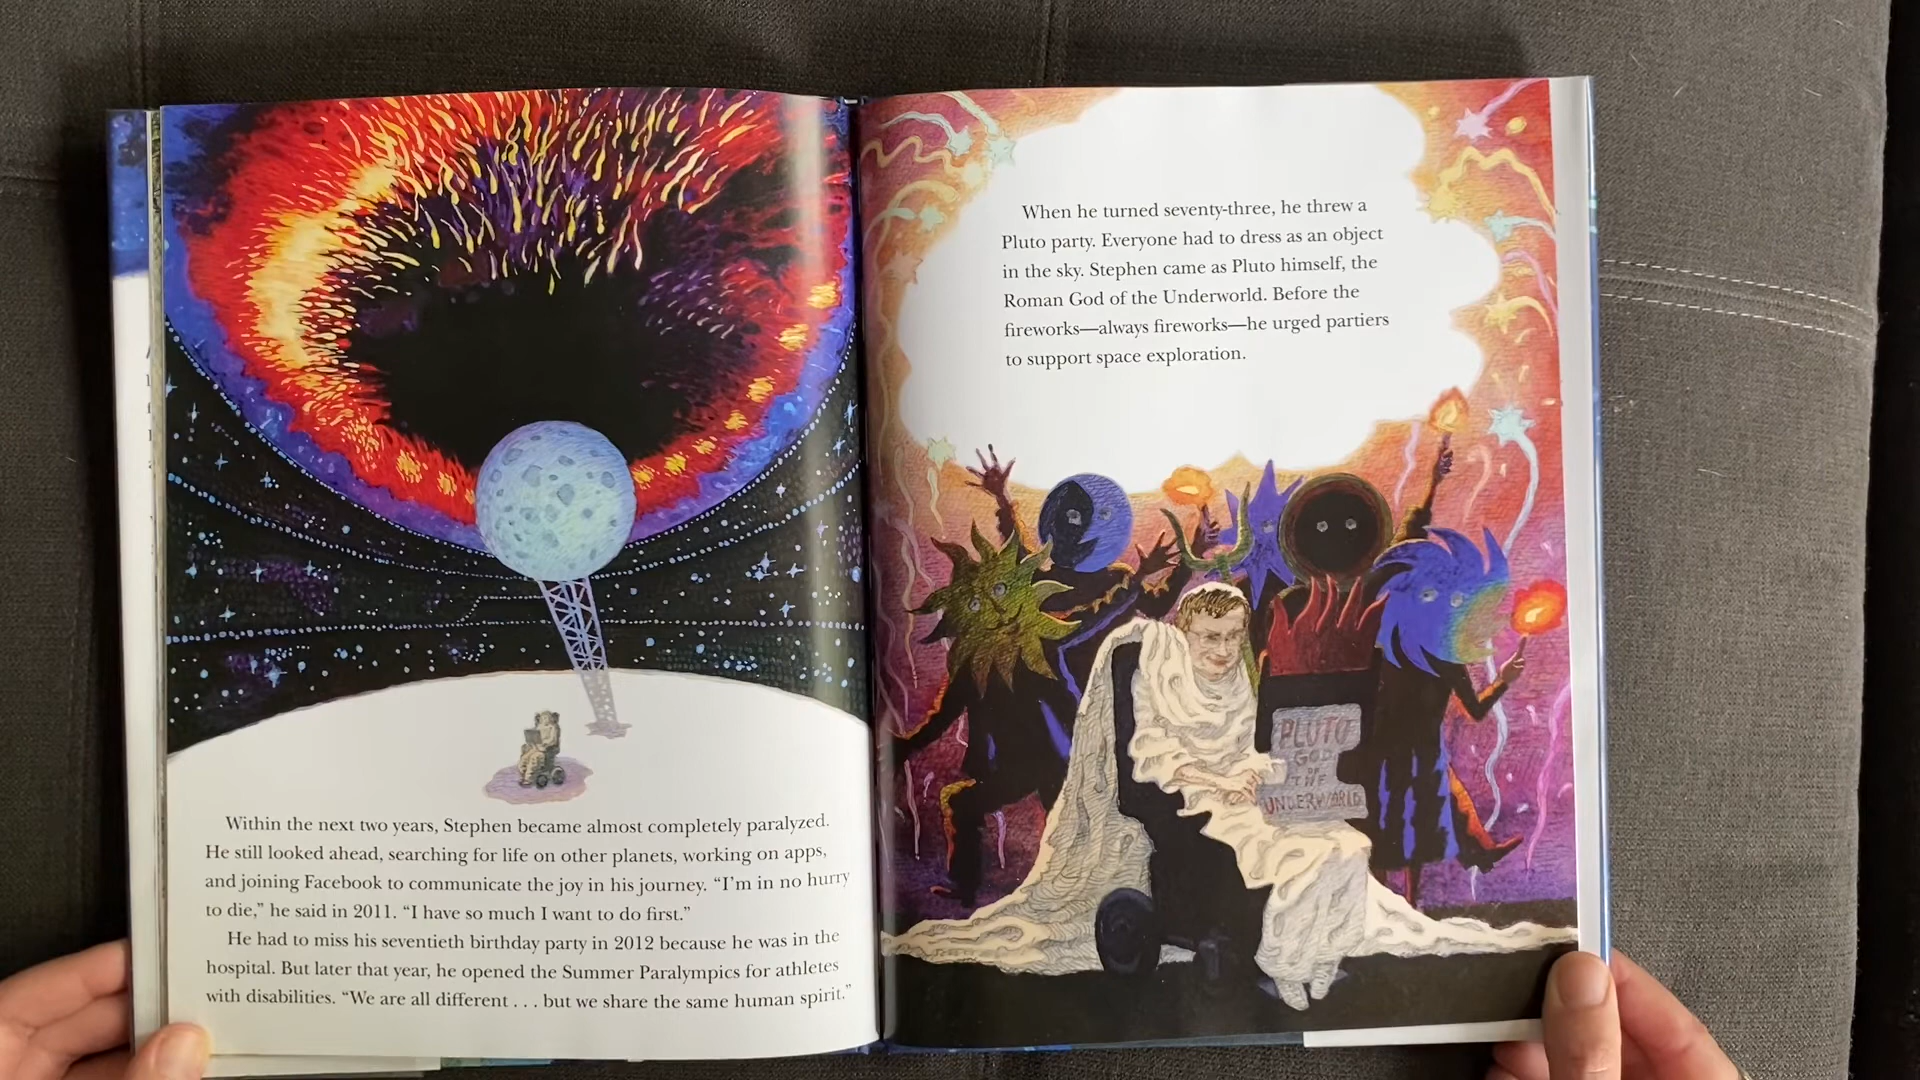 Within the next two years, Stephen became almost completely paralyzed.
He still looked ahead, searching for life on other planets, working on apps,
and joining Facebook to communicate the joy in his journey. “I’m in no hurry
to die,” he said in 2011. “I have so much I want to do first.”
He had to miss his seventieth birthday party in 2012 because he was in the
hospital. But later that year, he opened the Summer Paralympics for athletes
with disabilities. “We are all different . . . but we share the same human spirit.”
When he turned seventy-three, he threw a
Pluto party. Everyone had to dress as an object
in the sky. Stephen came as Pluto himself, the
Roman God of the Underworld. Before the
fireworks—always fireworks—he urged partiers
to support space exploration.
PLUTO
GOD
OF
THE
UNDERWORLD